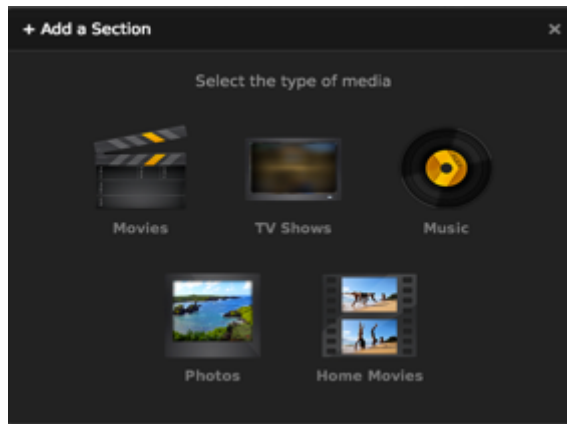 + Add a Section ×
Select the type of media
Movies TV Shows Music
Photos Home Movies